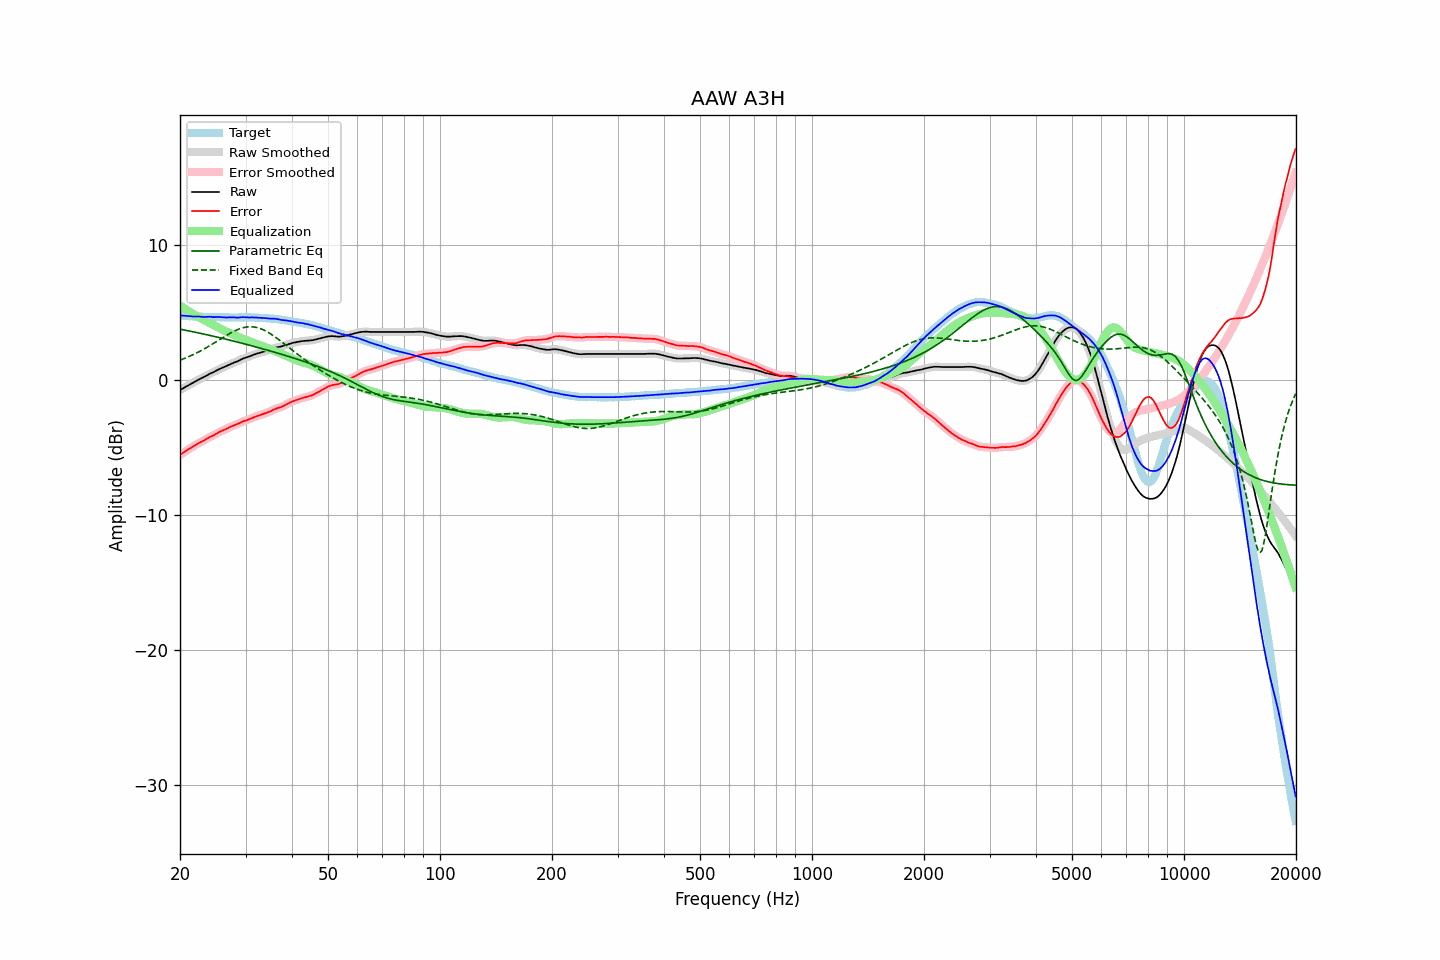 AAW A3H
Target
Raw Smoothed
Error Smoothed
Raw
Error
Equalization
Parametric Eq
Fixed Band Eq
Equalized
10
0
−10
−20
−30
Amplitude (dBr)
20 50 100 200 500 1000 2000 5000 10000 20000
Frequency (Hz)